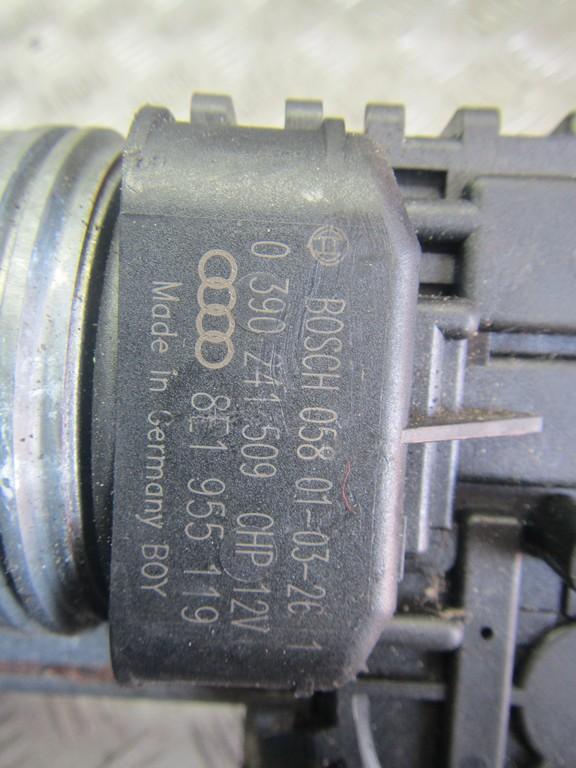 BOSCH 058 01-03-26 1
0 390 241 509 CHP 12V
8E1 955 119
Made in Germany BOY